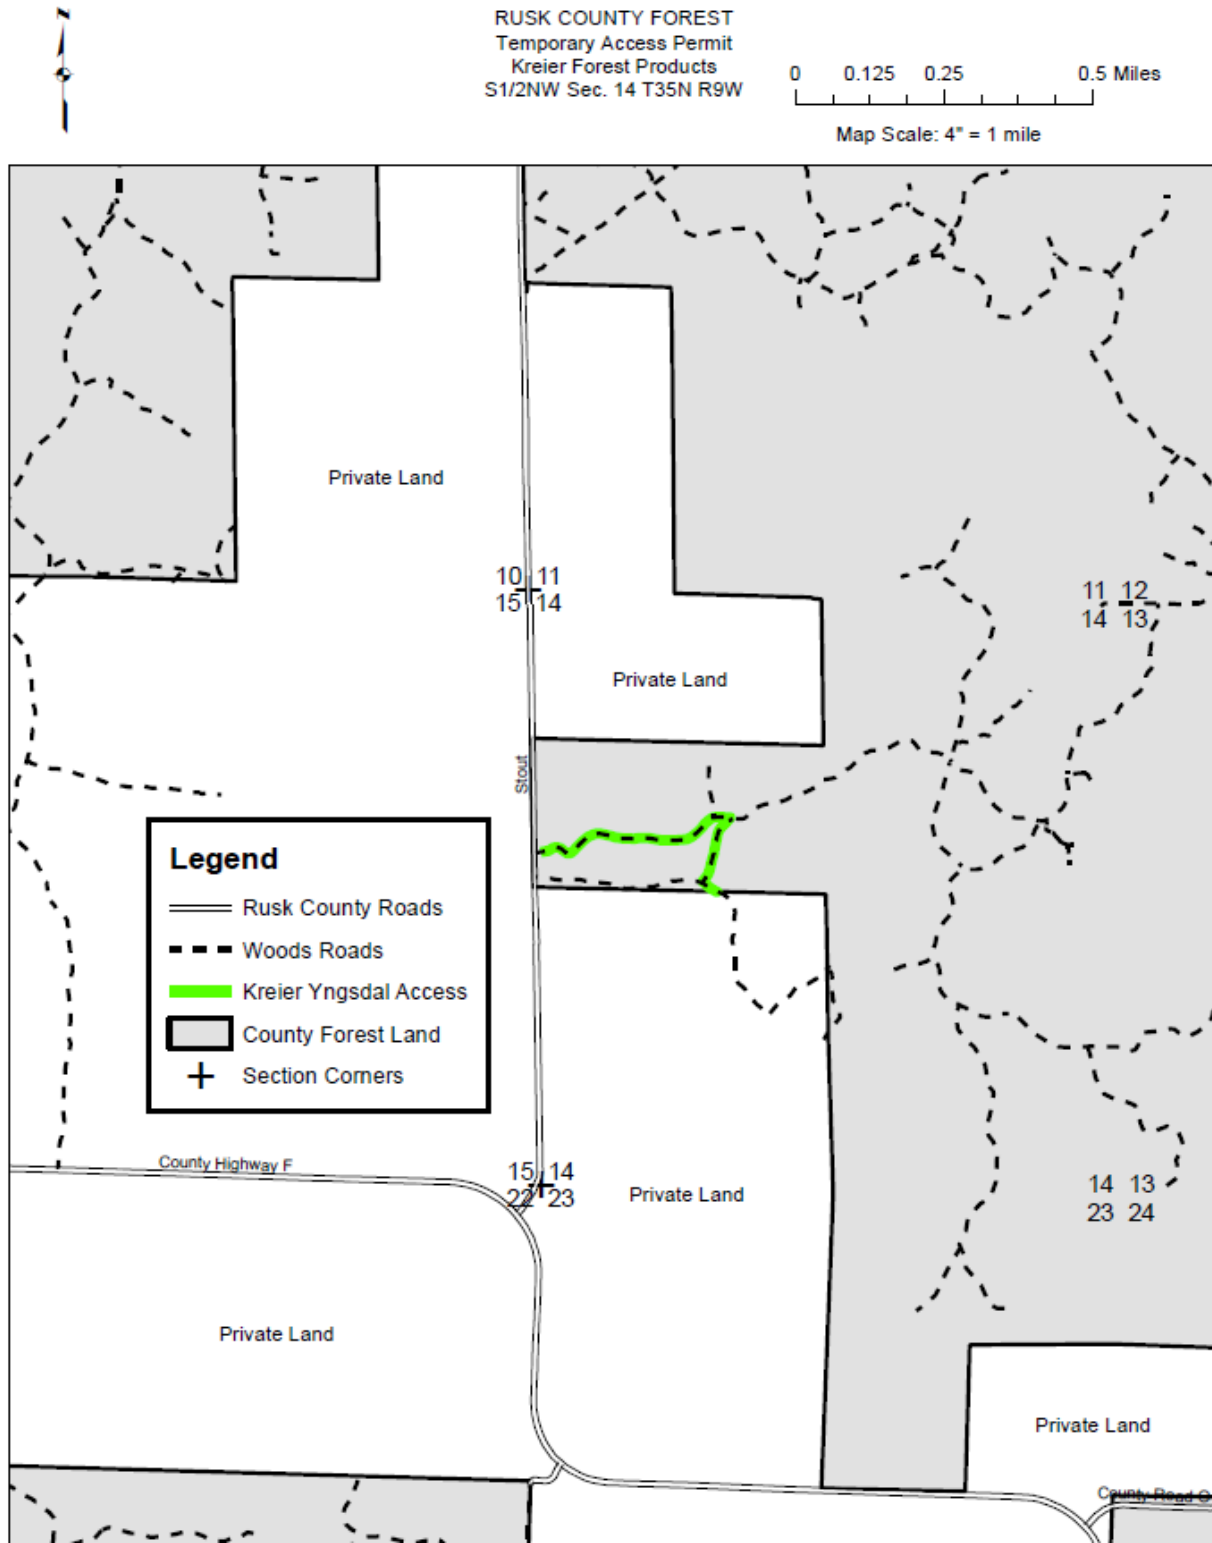 N
RUSK COUNTY FOREST
Temporary Access Permit
Kreier Forest Products
S1/2NW Sec. 14 T35N R9W
0 0.125 0.25 0.5 Miles
Map Scale: 4" = 1 mile
Private Land
10 11
15 14
11 12
14 13
Private Land
Stout
Legend
Rusk County Roads
Woods Roads
Kreier Yngsdal Access
County Forest Land
Section Corners
County Highway F
15 14
22 23
Private Land
14 13
23 24
Private Land
Private Land
County Road O